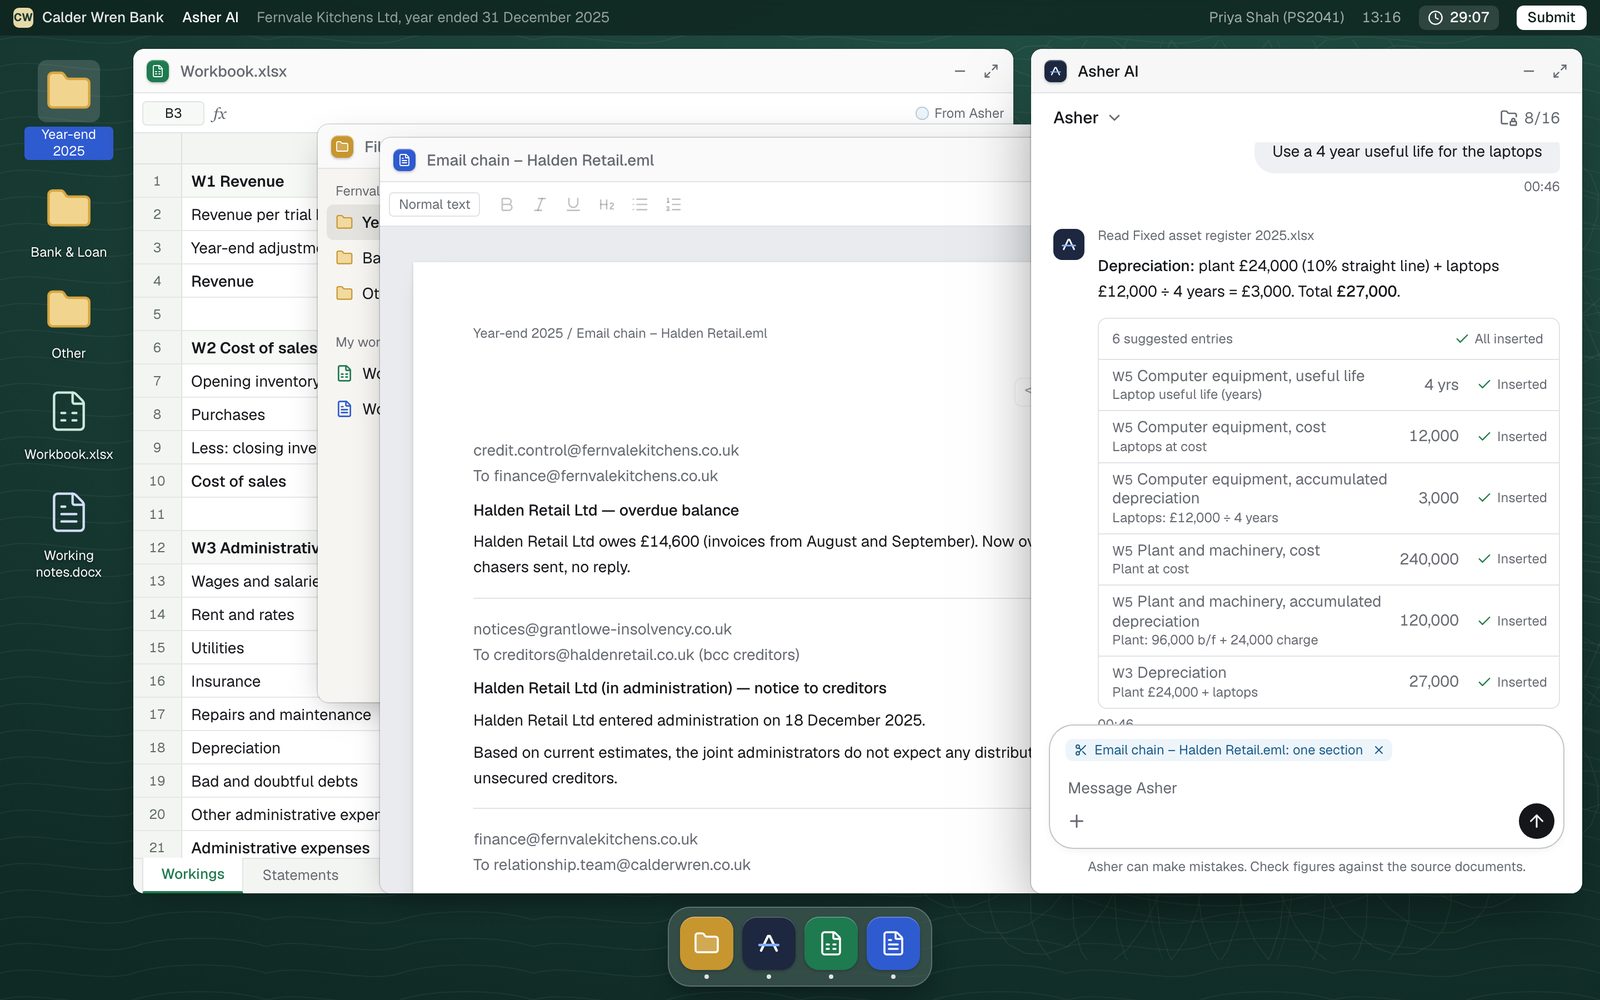 CW Calder Wren Bank Asher AI Fernvale Kitchens Ltd, year ended 31 December 2025 Priya Shah (PS2041) 13:16 29:07 Submit
Year-end
2025
Bank & Loan
Other
Workbook.xlsx
Working
notes.docx
Workbook.xlsx
B3 fx From Asher
1 W1 Revenue
2 Revenue per trial
3 Year-end adjustm
4 Revenue
5
6 W2 Cost of sales
7 Opening inventory
8 Purchases
9 Less: closing inve
10 Cost of sales
11
12 W3 Administrativ
13 Wages and salarie
14 Rent and rates
15 Utilities
16 Insurance
17 Repairs and maintenance
18 Depreciation
19 Bad and doubtful debts
20 Other administrative exper
21 Administrative expenses
Workings Statements
Fil
Fernval
Ye
Ba
Ot
My wor
Wo
Wo
Email chain – Halden Retail.eml
Normal text B I U H2
Year-end 2025 / Email chain – Halden Retail.eml
credit.control@fernvalekitchens.co.uk
To finance@fernvalekitchens.co.uk
Halden Retail Ltd — overdue balance
Halden Retail Ltd owes £14,600 (invoices from August and September). Now ov
chasers sent, no reply.
notices@grantlowe-insolvency.co.uk
To creditors@haldenretail.co.uk (bcc creditors)
Halden Retail Ltd (in administration) — notice to creditors
Halden Retail Ltd entered administration on 18 December 2025.
Based on current estimates, the joint administrators do not expect any distribut
unsecured creditors.
finance@fernvalekitchens.co.uk
To relationship.team@calderwren.co.uk
Asher AI
Asher 8/16
Use a 4 year useful life for the laptops
00:46
Read Fixed asset register 2025.xlsx
Depreciation: plant £24,000 (10% straight line) + laptops
£12,000 ÷ 4 years = £3,000. Total £27,000.
6 suggested entries All inserted
W5 Computer equipment, useful life
Laptop useful life (years)
4 yrs Inserted
W5 Computer equipment, cost
Laptops at cost
12,000 Inserted
W5 Computer equipment, accumulated
depreciation
Laptops: £12,000 ÷ 4 years
3,000 Inserted
W5 Plant and machinery, cost
Plant at cost
240,000 Inserted
W5 Plant and machinery, accumulated
depreciation
Plant: 96,000 b/f + 24,000 charge
120,000 Inserted
W3 Depreciation
Plant £24,000 + laptops
27,000 Inserted
00:46
Email chain – Halden Retail.eml: one section
Message Asher
Asher can make mistakes. Check figures against the source documents.